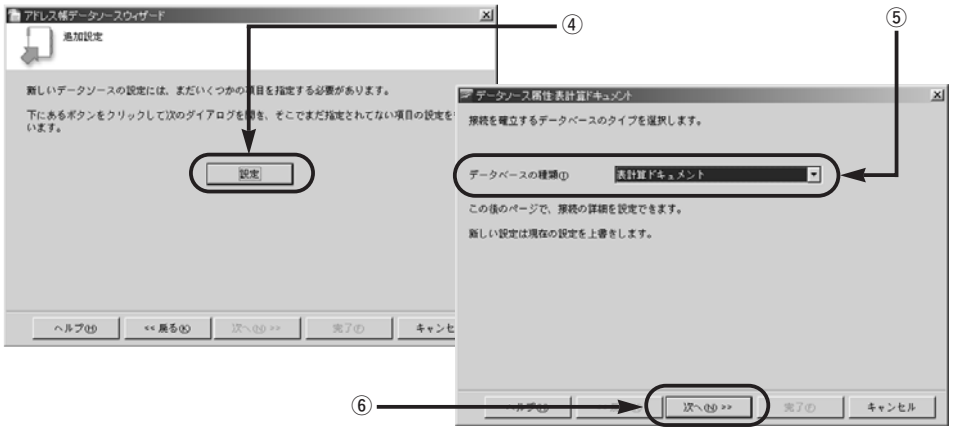 アドレス帳データソースウィザード
追加設定
④
新しいデータソースの設定には、まだいくつかの項目を指定する必要があります。
下にあるボタンをクリックして次のダイアログを開き、そこでまだ指定されてない項目の設定を
います。
設定
ヘルプ(H)
<< 戻る(K)
次へ(N) >>
完了(F)
キャンセ
⑤
データソース属性:表計算ドキュメント
接続を確立するデータベースのタイプを選択します。
データベースの種類(T)
表計算ドキュメント
この後のページで、接続の詳細を設定できます。
新しい設定は現在の設定を上書きします。
⑥
ヘルプ(H)
次へ(N) >>
完了(F)
キャンセル